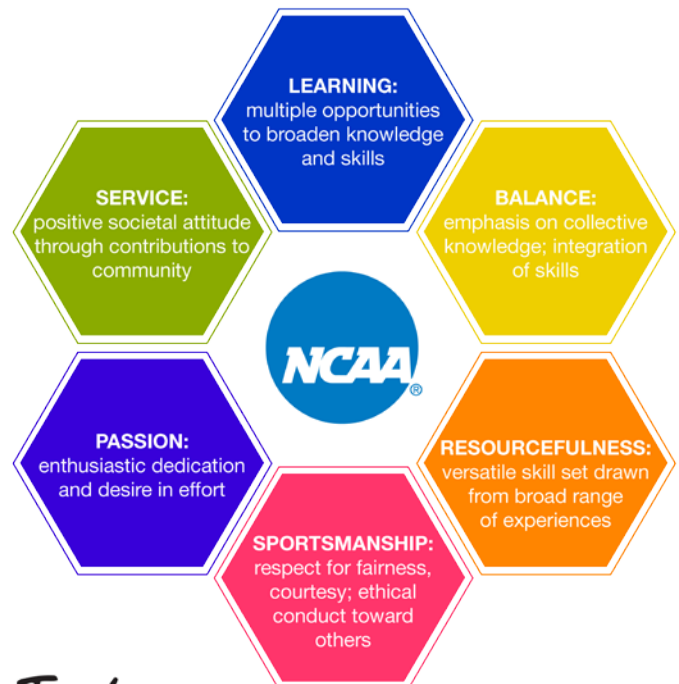 LEARNING:
multiple opportunities
to broaden knowledge
and skills
BALANCE:
emphasis on collective
knowledge; integration
of skills
RESOURCEFULNESS:
versatile skill set drawn
from broad range
of experiences
SPORTSMANSHIP:
respect for fairness,
courtesy; ethical
conduct toward
others
PASSION:
enthusiastic dedication
and desire in effort
SERVICE:
positive societal attitude
through contributions to
community
NCAA®